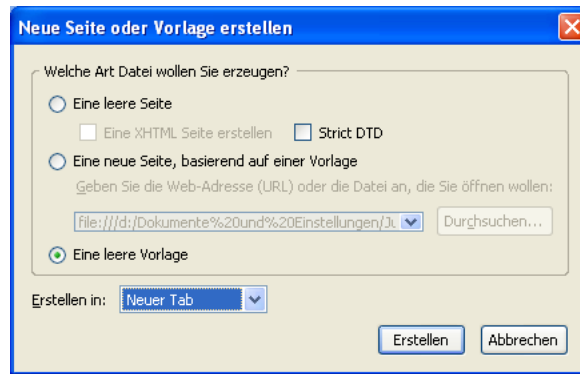 Neue Seite oder Vorlage erstellen
Welche Art Datei wollen Sie erzeugen?
Eine leere Seite
Eine XHTML Seite erstellen Strict DTD
Eine neue Seite, basierend auf einer Vorlage
Geben Sie die Web-Adresse (URL) oder die Datei an, die Sie öffnen wollen:
file:///d:/Dokumente%20und%20Einstellungen/Ju Durchsuchen...
Eine leere Vorlage
Erstellen in: Neuer Tab
Erstellen Abbrechen